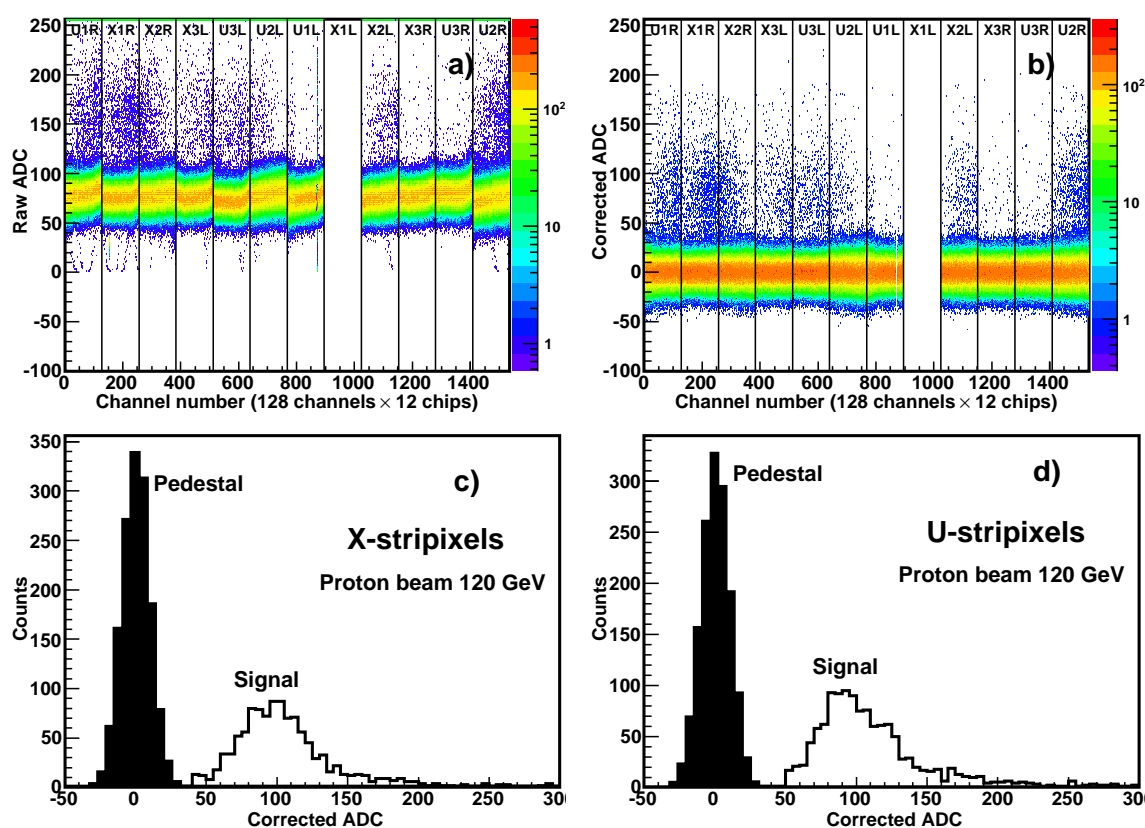 U1R X1R X2R X3L U3L U2L U1L X1L X2L X3R U3R U2R
a)
250
200
150
100
50
0
-50
-100
Raw ADC
0 200 400 600 800 1000 1200 1400
Channel number (128 channels × 12 chips)
10²
10
1
U1R X1R X2R X3L U3L U2L U1L X1L X2L X3R U3R U2R
b)
250
200
150
100
50
0
-50
-100
Corrected ADC
0 200 400 600 800 1000 1200 1400
Channel number (128 channels × 12 chips)
10²
10
1
350
300
250
200
150
100
50
0
Counts
c)
Pedestal
X-stripixels
Proton beam 120 GeV
Signal
-50 0 50 100 150 200 250 300
Corrected ADC
300
250
200
150
100
50
0
Counts
d)
Pedestal
U-stripixels
Proton beam 120 GeV
Signal
-50 0 50 100 150 200 250 300
Corrected ADC